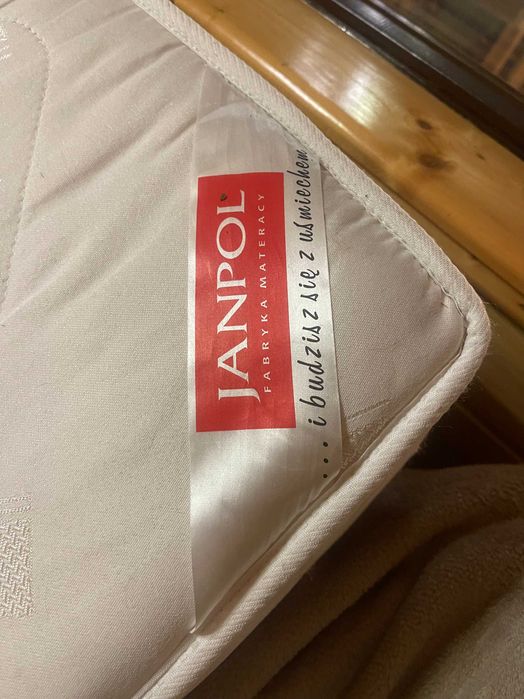 JANPOL
FABRYKA MATERACY
... i budzisz się z uśmiechem